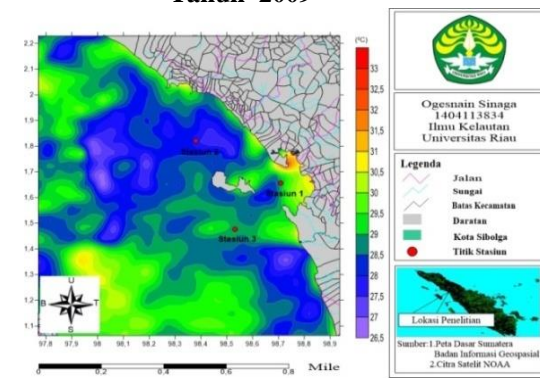 Tahun 2009
(°C)
2,2
2,1
2
1,9
1,8
1,7
1,6
1,5
1,4
1,3
1,2
1,1
33
32,5
32
31,5
31
30,5
30
29,5
29
28,5
28
27,5
27
26,5
Stasiun 1
Stasiun 3
U
B
T
S
97.8
97.9
98
98.1
98.2
98.3
98.4
98.5
98.6
98.7
98.8
98.9
0
0.2
0.4
0.6
0.8
Mile
Ogesnain Sinaga
1404113834
Ilmu Kelautan
Universitas Riau
Legenda
Jalan
Sungai
Batas Kecamatan
Daratan
Kota Sibolga
Titik Stasiun
Lokasi Penelitian
Sumber:1.Peta Dasar Sumatera
Badan Informasi Geospasial
2.Citra Satelit NOAA